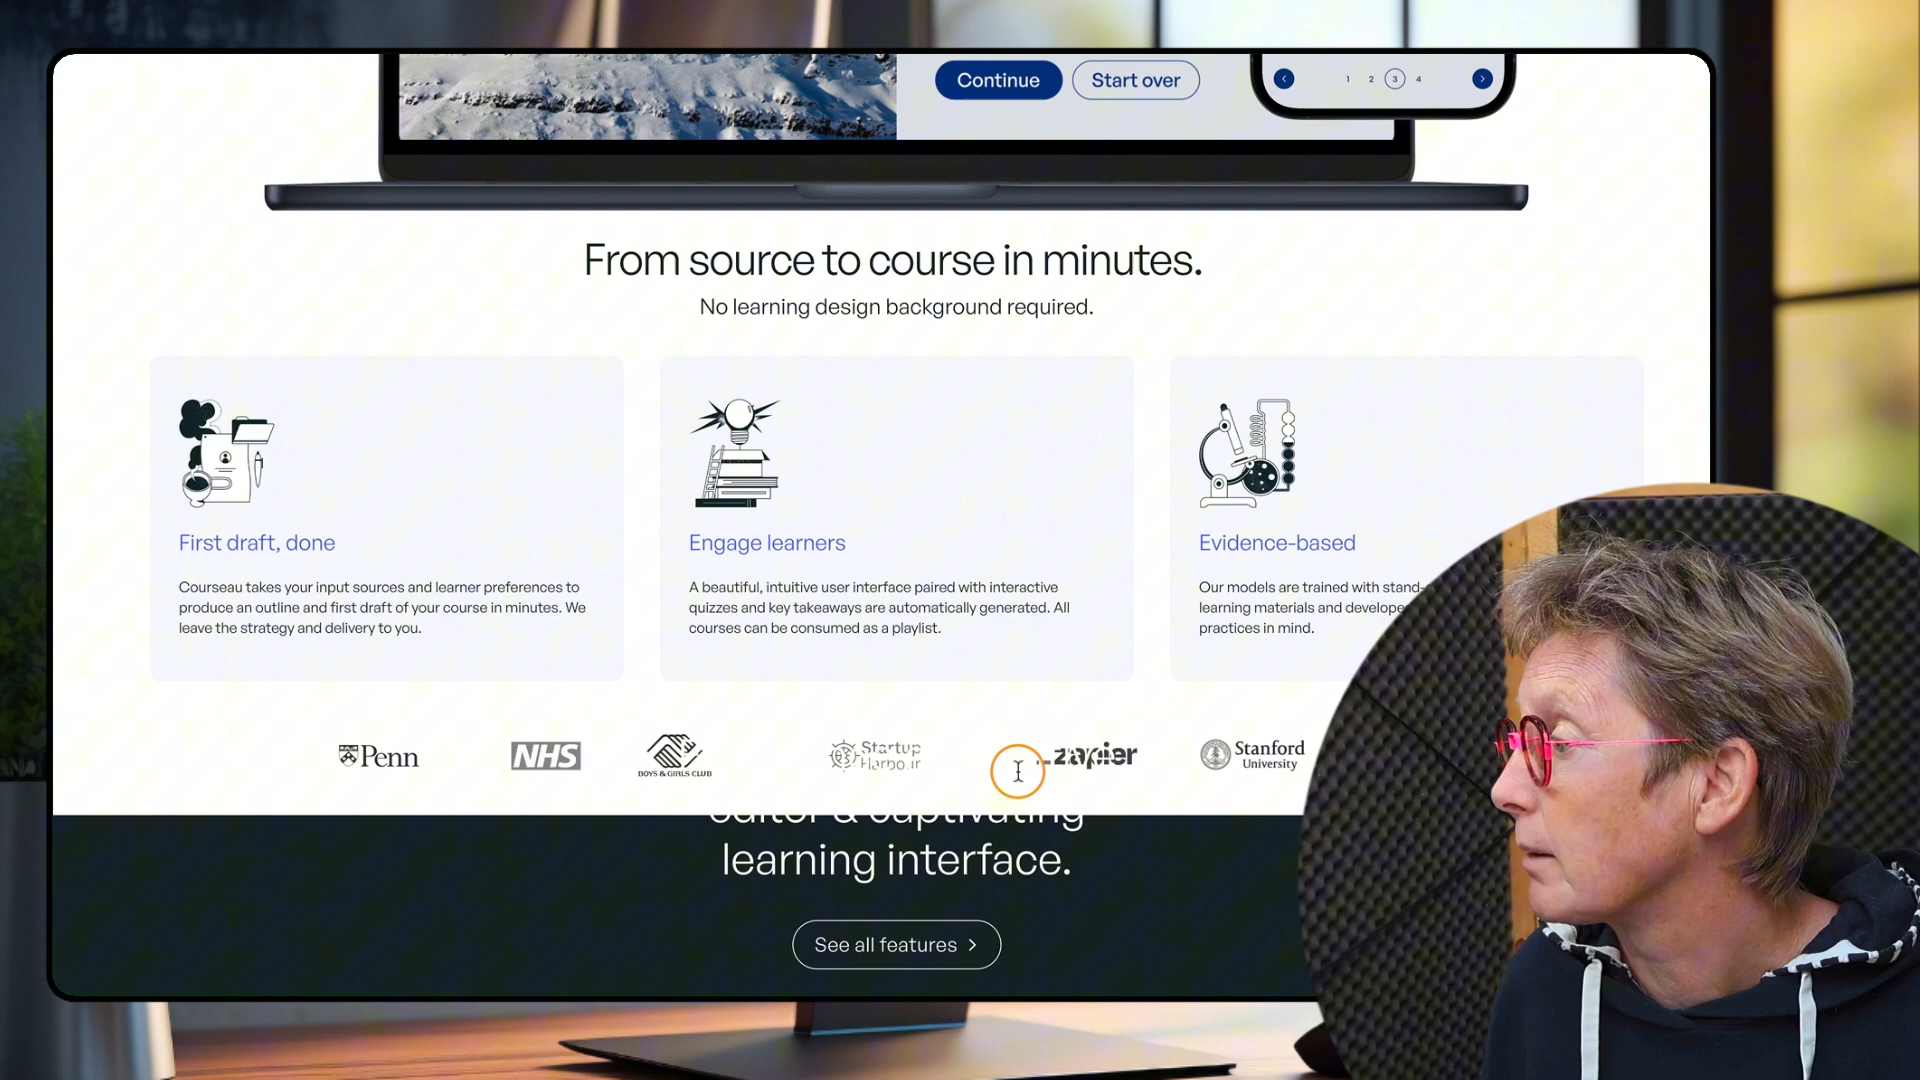 Continue
Start over
1 2 3 4
From source to course in minutes.
No learning design background required.
First draft, done
Courseau takes your input sources and learner preferences to
produce an outline and first draft of your course in minutes. We
leave the strategy and delivery to you.
Engage learners
A beautiful, intuitive user interface paired with interactive
quizzes and key takeaways are automatically generated. All
courses can be consumed as a playlist.
Evidence-based
Our models are trained with stand-
learning materials and develope
practices in mind.
Penn
NHS
BOYS & GIRLS CLUB
Startup
zapier
Stanford
University
editor & captivating
learning interface.
See all features